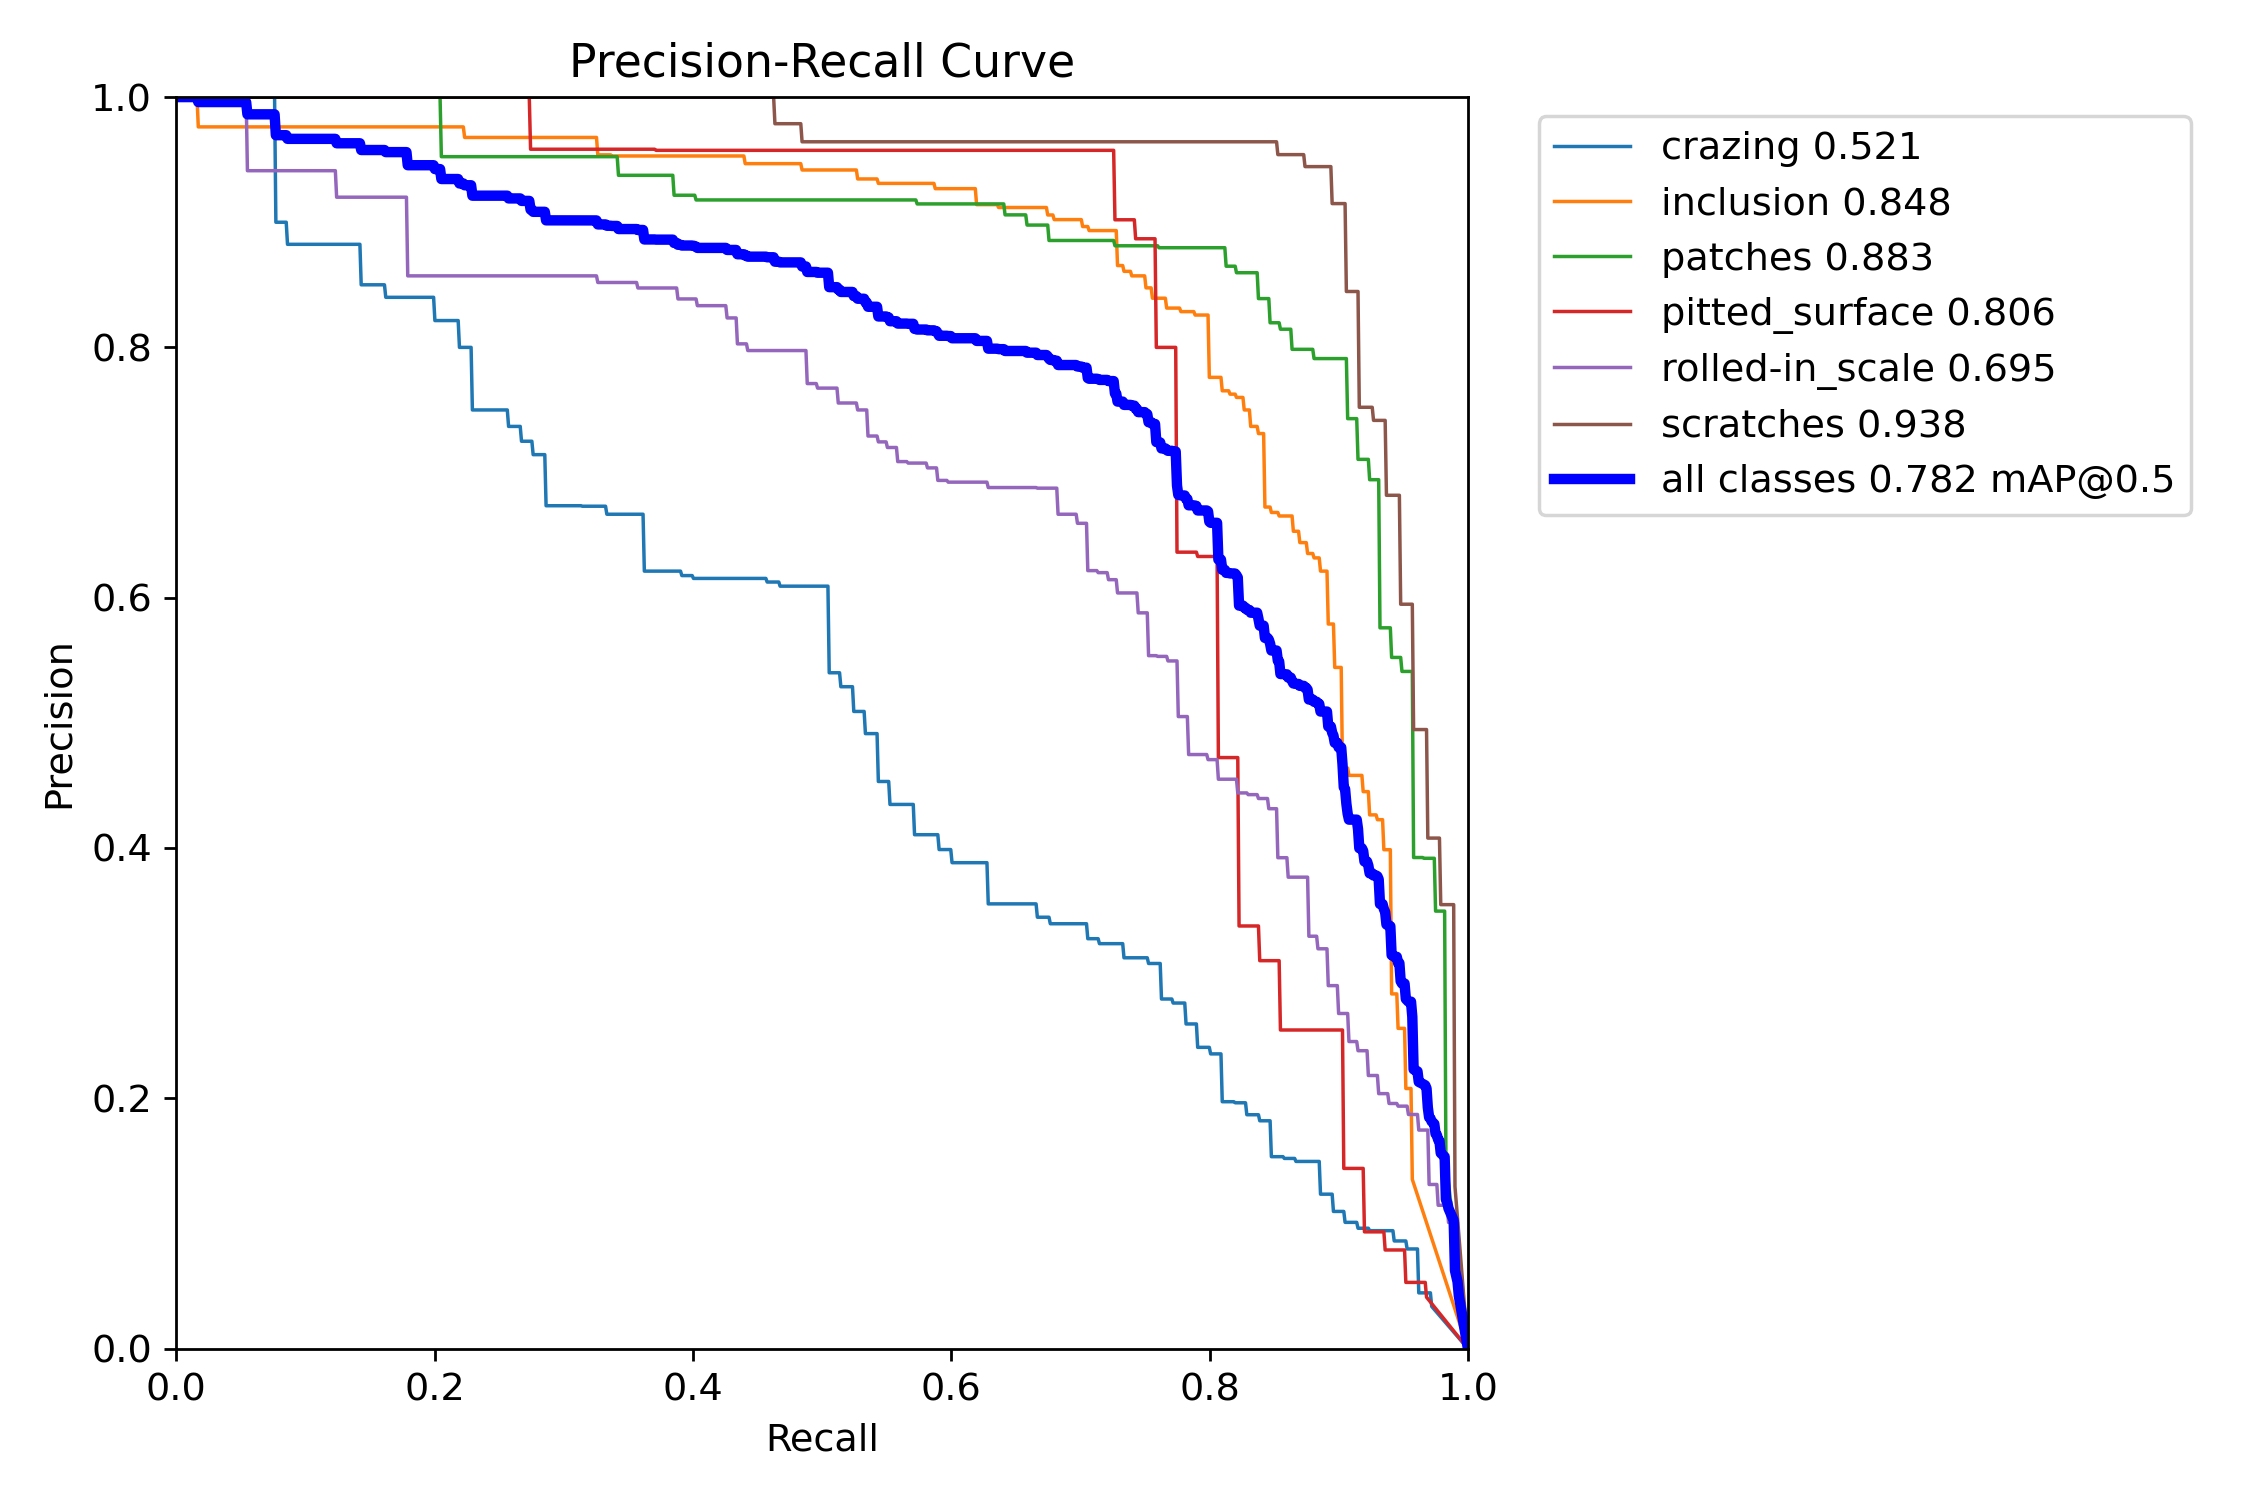 Precision-Recall Curve
1.0
0.8
0.6
0.4
0.2
0.0
Precision
0.0 0.2 0.4 0.6 0.8 1.0
Recall
crazing 0.521
inclusion 0.848
patches 0.883
pitted_surface 0.806
rolled-in_scale 0.695
scratches 0.938
all classes 0.782 mAP@0.5